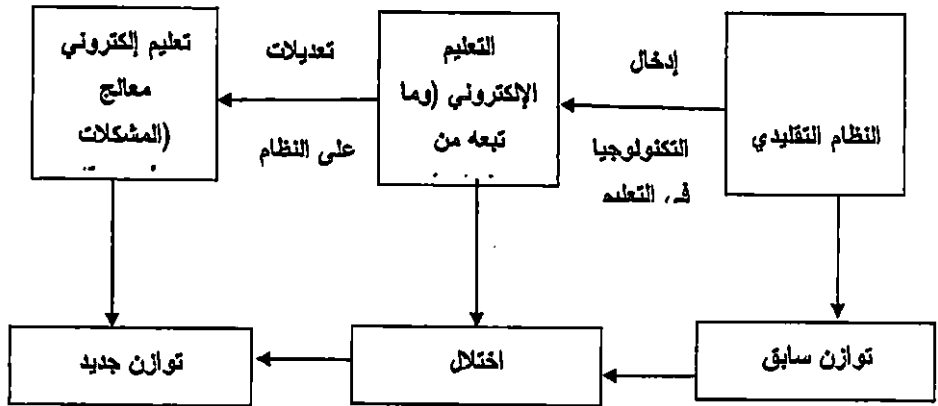 النظام التقليدي
إدخال
التكنولوجيا
في التعليم
التعليم
الإلكتروني (وما
تبعه من
تعديلات
على النظام
تعليم إلكتروني
معالج
(المشكلات
توازن سابق
اختلال
توازن جديد